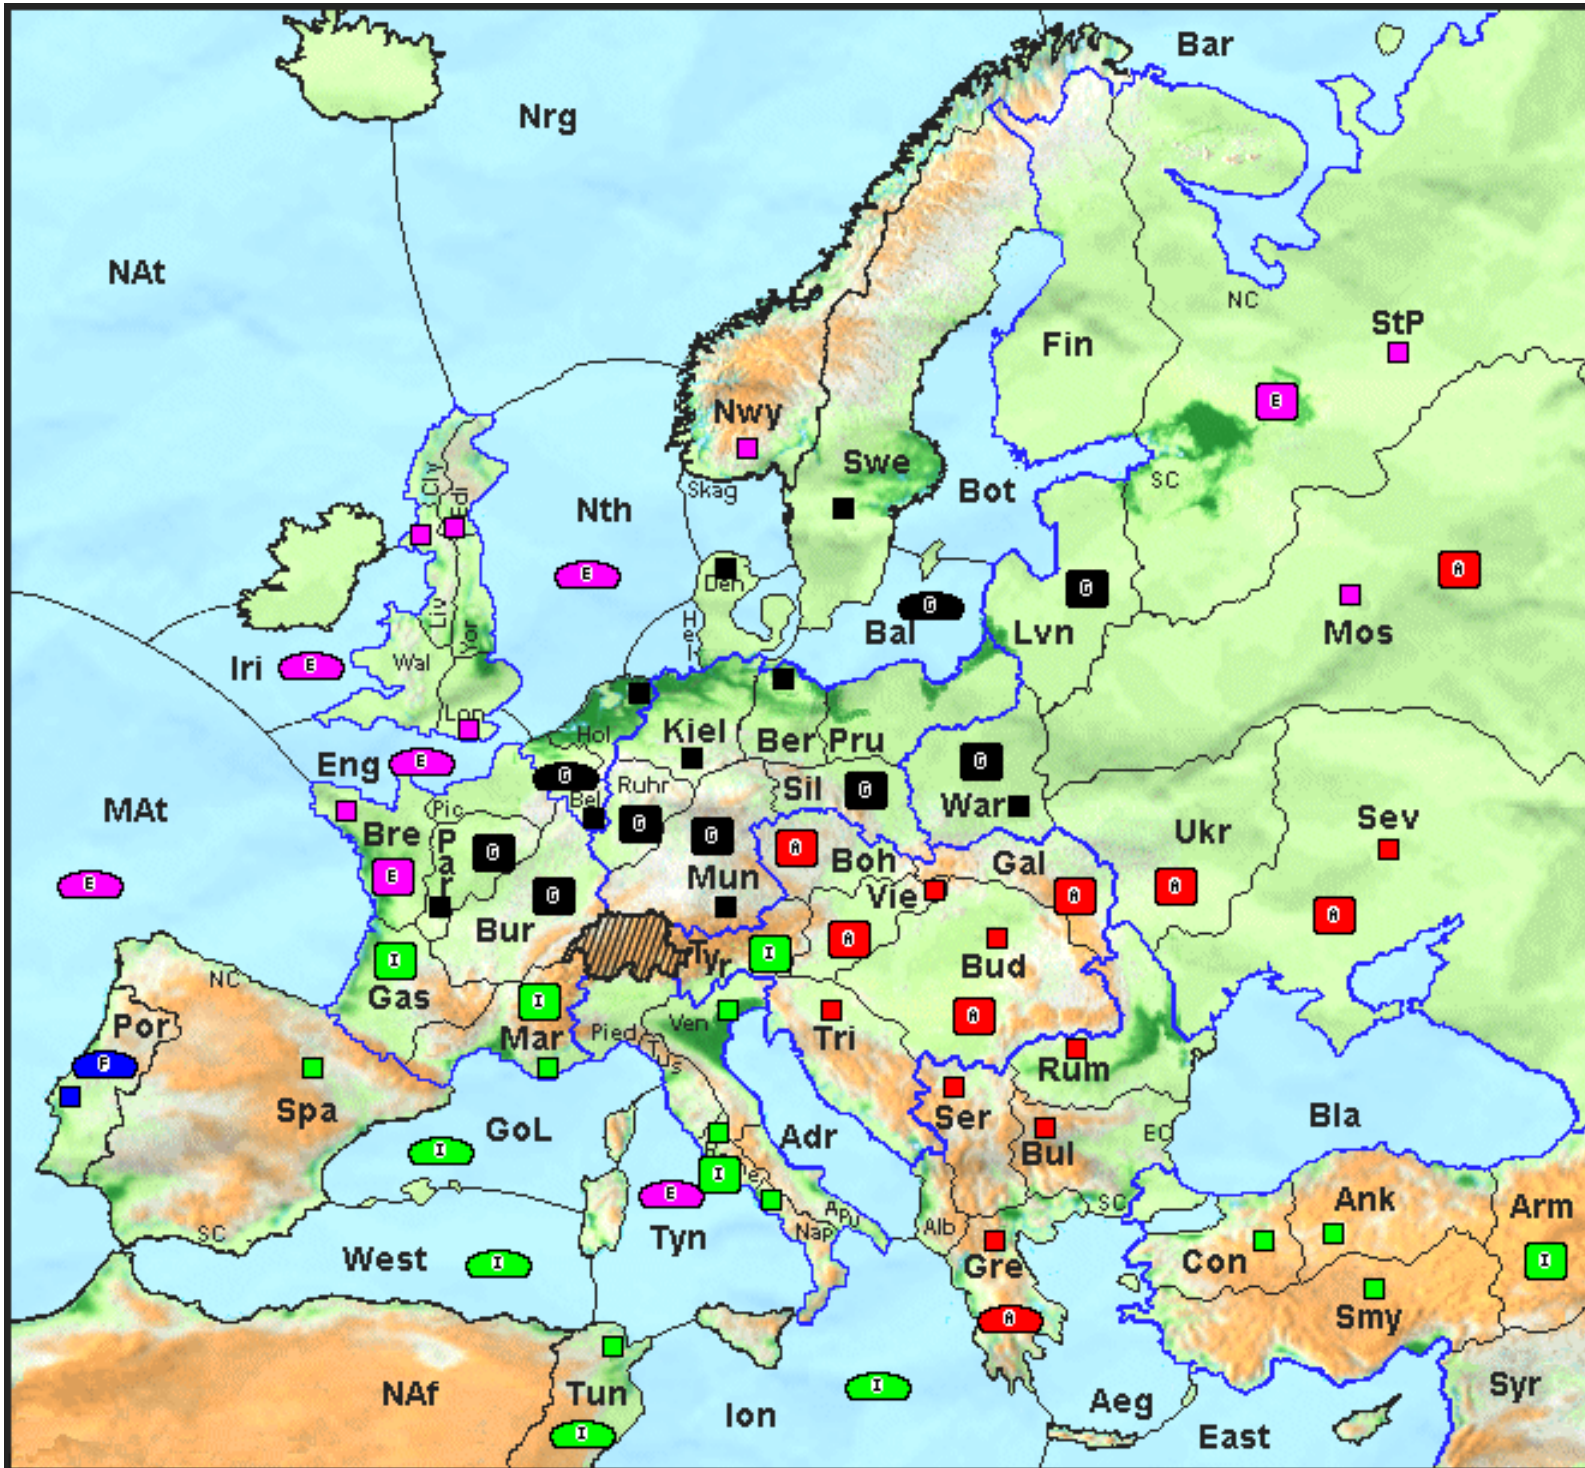 Bar
Nrg
NAt
NC
StP
Fin
Nwy
E
Swe
Cly
Edi
Skag
Bot
SC
Nth
E
A
Den
G
G
Liv
Yor
Hel
Bal
Lvn
Mos
Iri
E
Wal
Lon
Hol
Kiel
Ber
Pru
G
Eng
E
G
Ruhr
Sil
G
War
MAt
Pic
Bel
Bre
Par
G
G
G
A
Boh
Gal
Ukr
Sev
E
E
G
Mun
Vie
A
A
A
Bur
Gas
I
Tyr
I
A
Bud
NC
I
Por
Mar
Pied
Ven
Tri
A
F
Tus
Rum
Spa
GoL
Adr
Ser
Bul
EC
Bla
I
I
E
Ank
Arm
SC
West
Tyn
Nap
Apu
Alb
SC
Con
I
Gre
I
A
Smy
NAf
Tun
I
Ion
I
Aeg
East
Syr